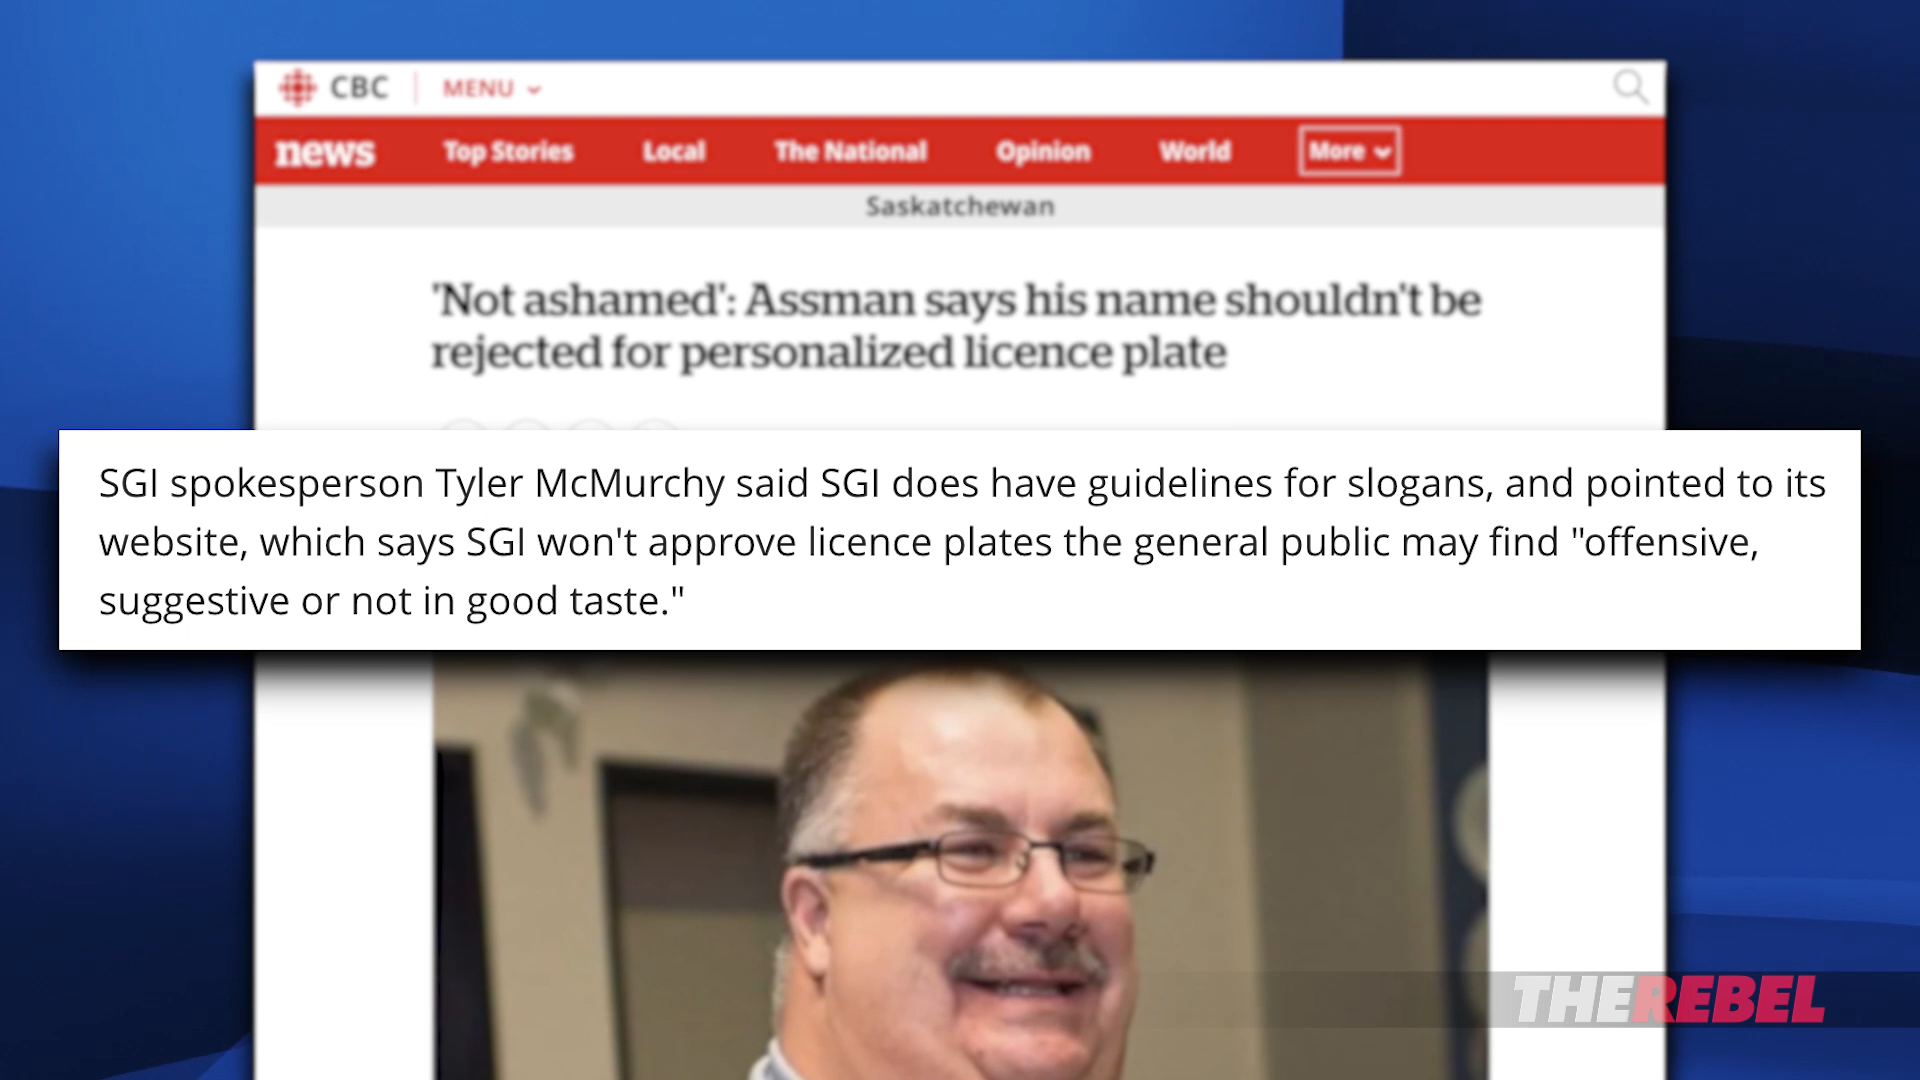 CBC MENU
news Top Stories Local The National Opinion World More
Saskatchewan
'Not ashamed': Assman says his name shouldn't be
rejected for personalized licence plate
SGI spokesperson Tyler McMurchy said SGI does have guidelines for slogans, and pointed to its
website, which says SGI won't approve licence plates the general public may find "offensive,
suggestive or not in good taste."
THE REBEL